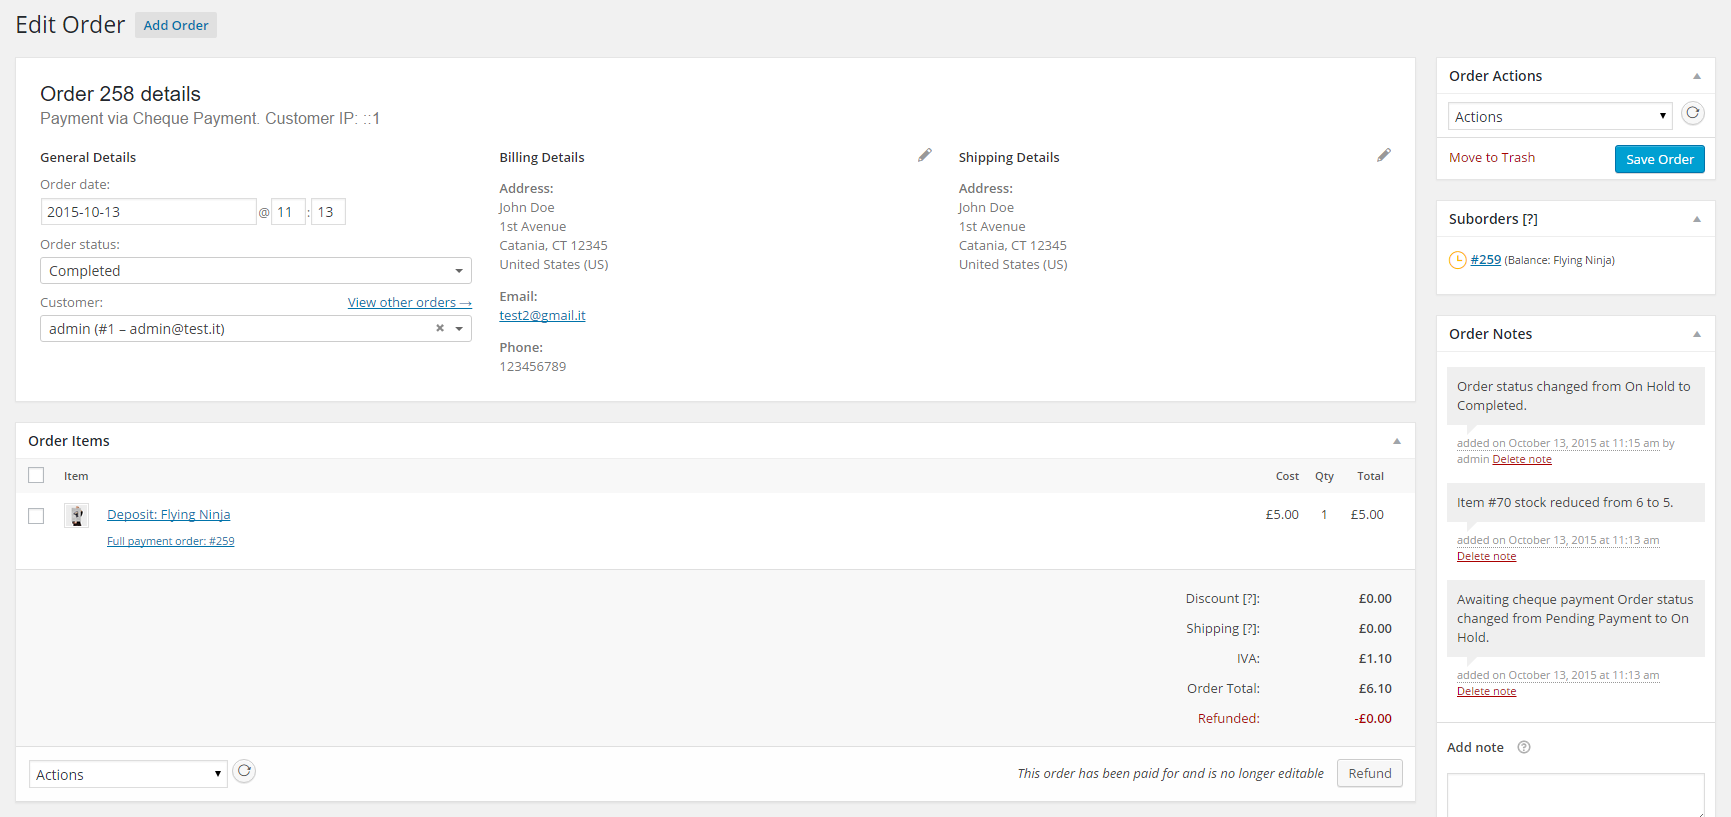 Edit Order Add Order
Order 258 details
Payment via Cheque Payment. Customer IP: ::1
General Details
Order date:
2015-10-13 @ 11 : 13
Order status:
Completed
Customer: View other orders →
admin (#1 – admin@test.it) ×
Billing Details
Address:
John Doe
1st Avenue
Catania, CT 12345
United States (US)
Email:
test2@gmail.it
Phone:
123456789
Shipping Details
Address:
John Doe
1st Avenue
Catania, CT 12345
United States (US)
Order Items
Item Cost Qty Total
Deposit: Flying Ninja £5.00 1 £5.00
Full payment order: #259
Discount [?]: £0.00
Shipping [?]: £0.00
IVA: £1.10
Order Total: £6.10
Refunded: -£0.00
Actions
This order has been paid for and is no longer editable Refund
Order Actions
Actions
Move to Trash Save Order
Suborders [?]
#259 (Balance: Flying Ninja)
Order Notes
Order status changed from On Hold to
Completed.
added on October 13, 2015 at 11:15 am by
admin Delete note
Item #70 stock reduced from 6 to 5.
added on October 13, 2015 at 11:13 am
Delete note
Awaiting cheque payment Order status
changed from Pending Payment to On
Hold.
added on October 13, 2015 at 11:13 am
Delete note
Add note ?